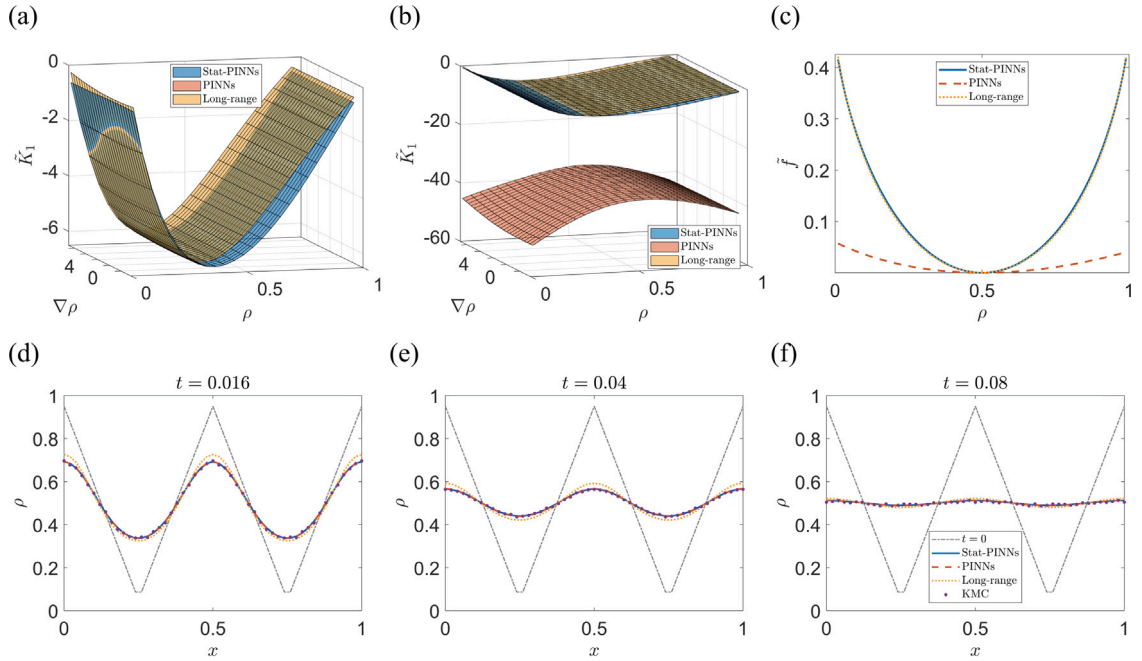 (a)
0
-2
-4
-6
K̃₁
4
0
∇ρ
0
0.5
1
ρ
Stat-PINNs
PINNs
Long-range
(b)
0
-20
-40
-60
K̃₁
4
0
∇ρ
0
0.5
1
ρ
Stat-PINNs
PINNs
Long-range
(c)
0.4
0.3
0.2
0.1
f̃
0
0.5
1
ρ
Stat-PINNs
PINNs
Long-range
(d)
t = 0.016
1
0.8
0.6
0.4
0.2
0
ρ
0
0.5
1
x
(e)
t = 0.04
1
0.8
0.6
0.4
0.2
0
ρ
0
0.5
1
x
(f)
t = 0.08
1
0.8
0.6
0.4
0.2
0
ρ
0
0.5
1
x
t = 0
Stat-PINNs
PINNs
Long-range
KMC